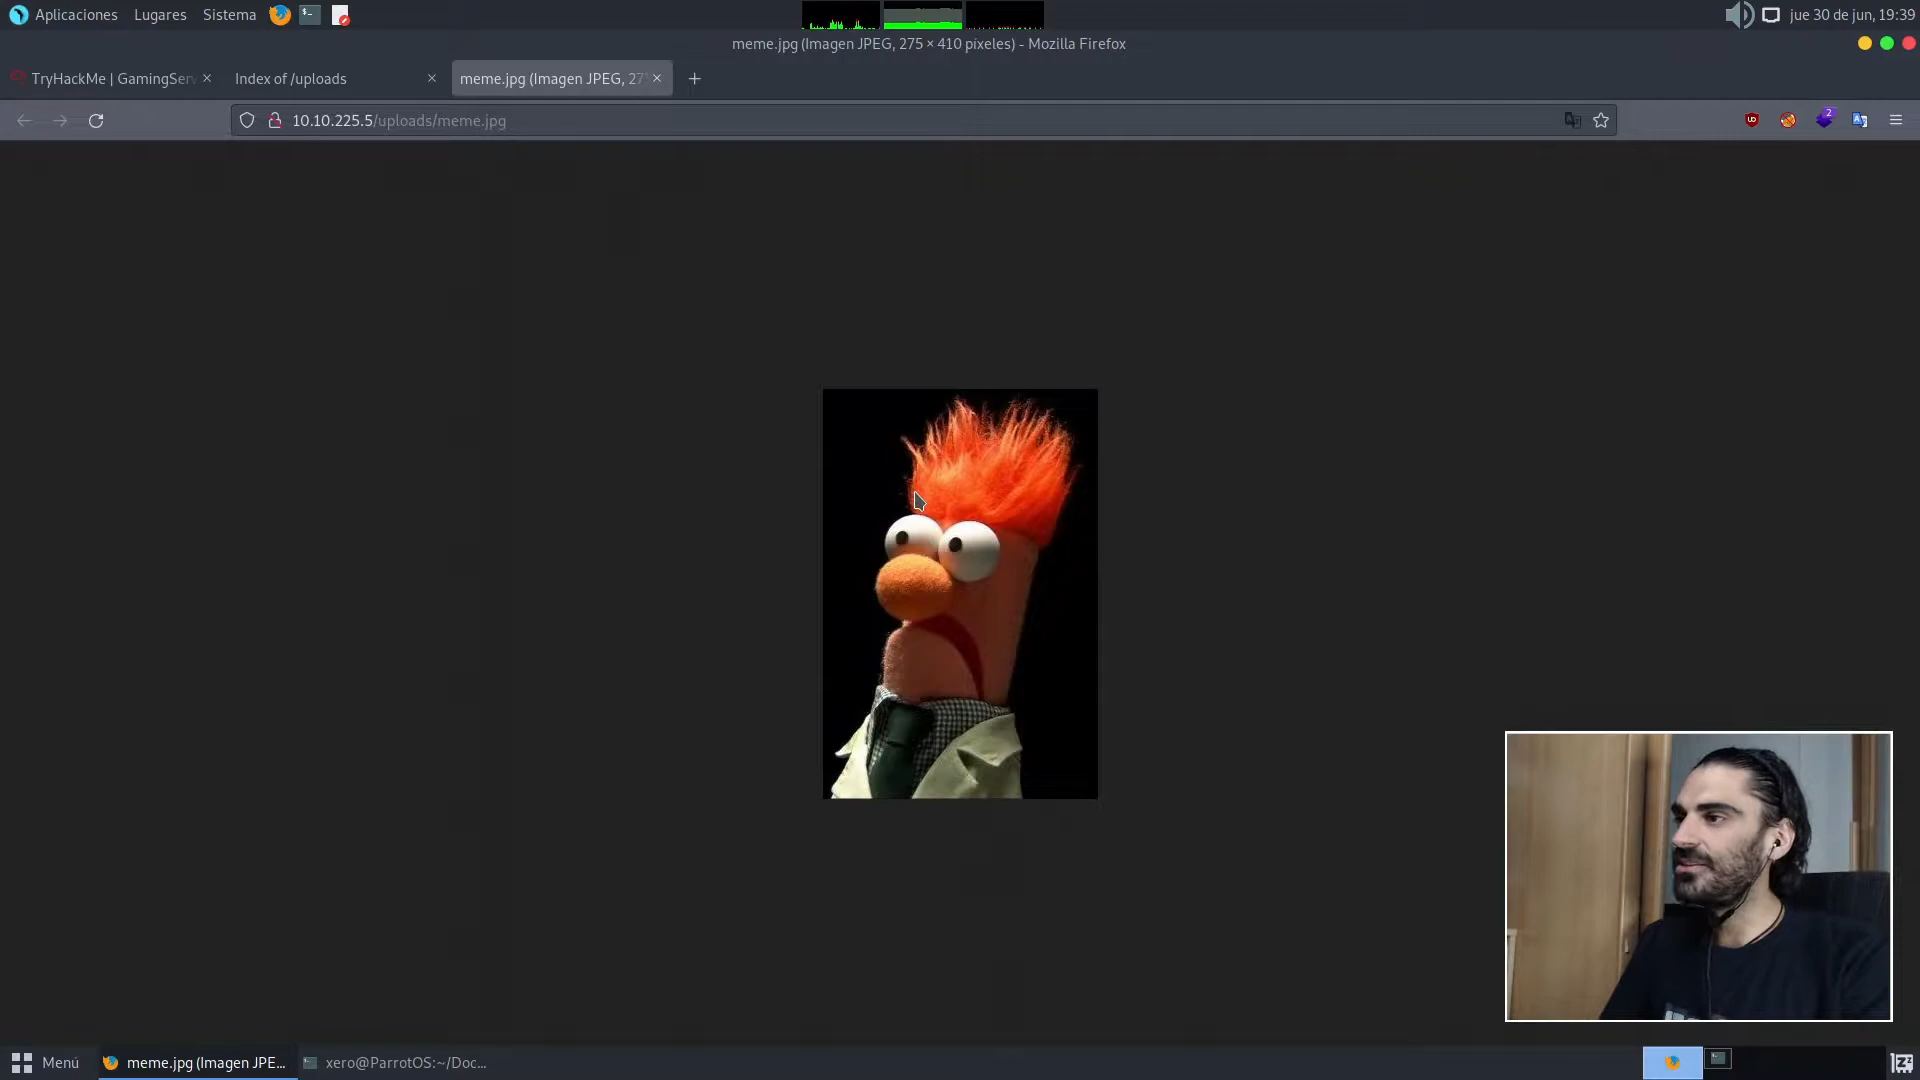 Aplicaciones Lugares Sistema
jue 30 de jun, 19:39
meme.jpg (Imagen JPEG, 275 × 410 píxeles) - Mozilla Firefox
TryHackMe | GamingServ
Index of /uploads
meme.jpg (Imagen JPEG, 27
10.10.225.5/uploads/meme.jpg
2
Menú
meme.jpg (Imagen JPE...
xero@ParrotOS:~/Doc...